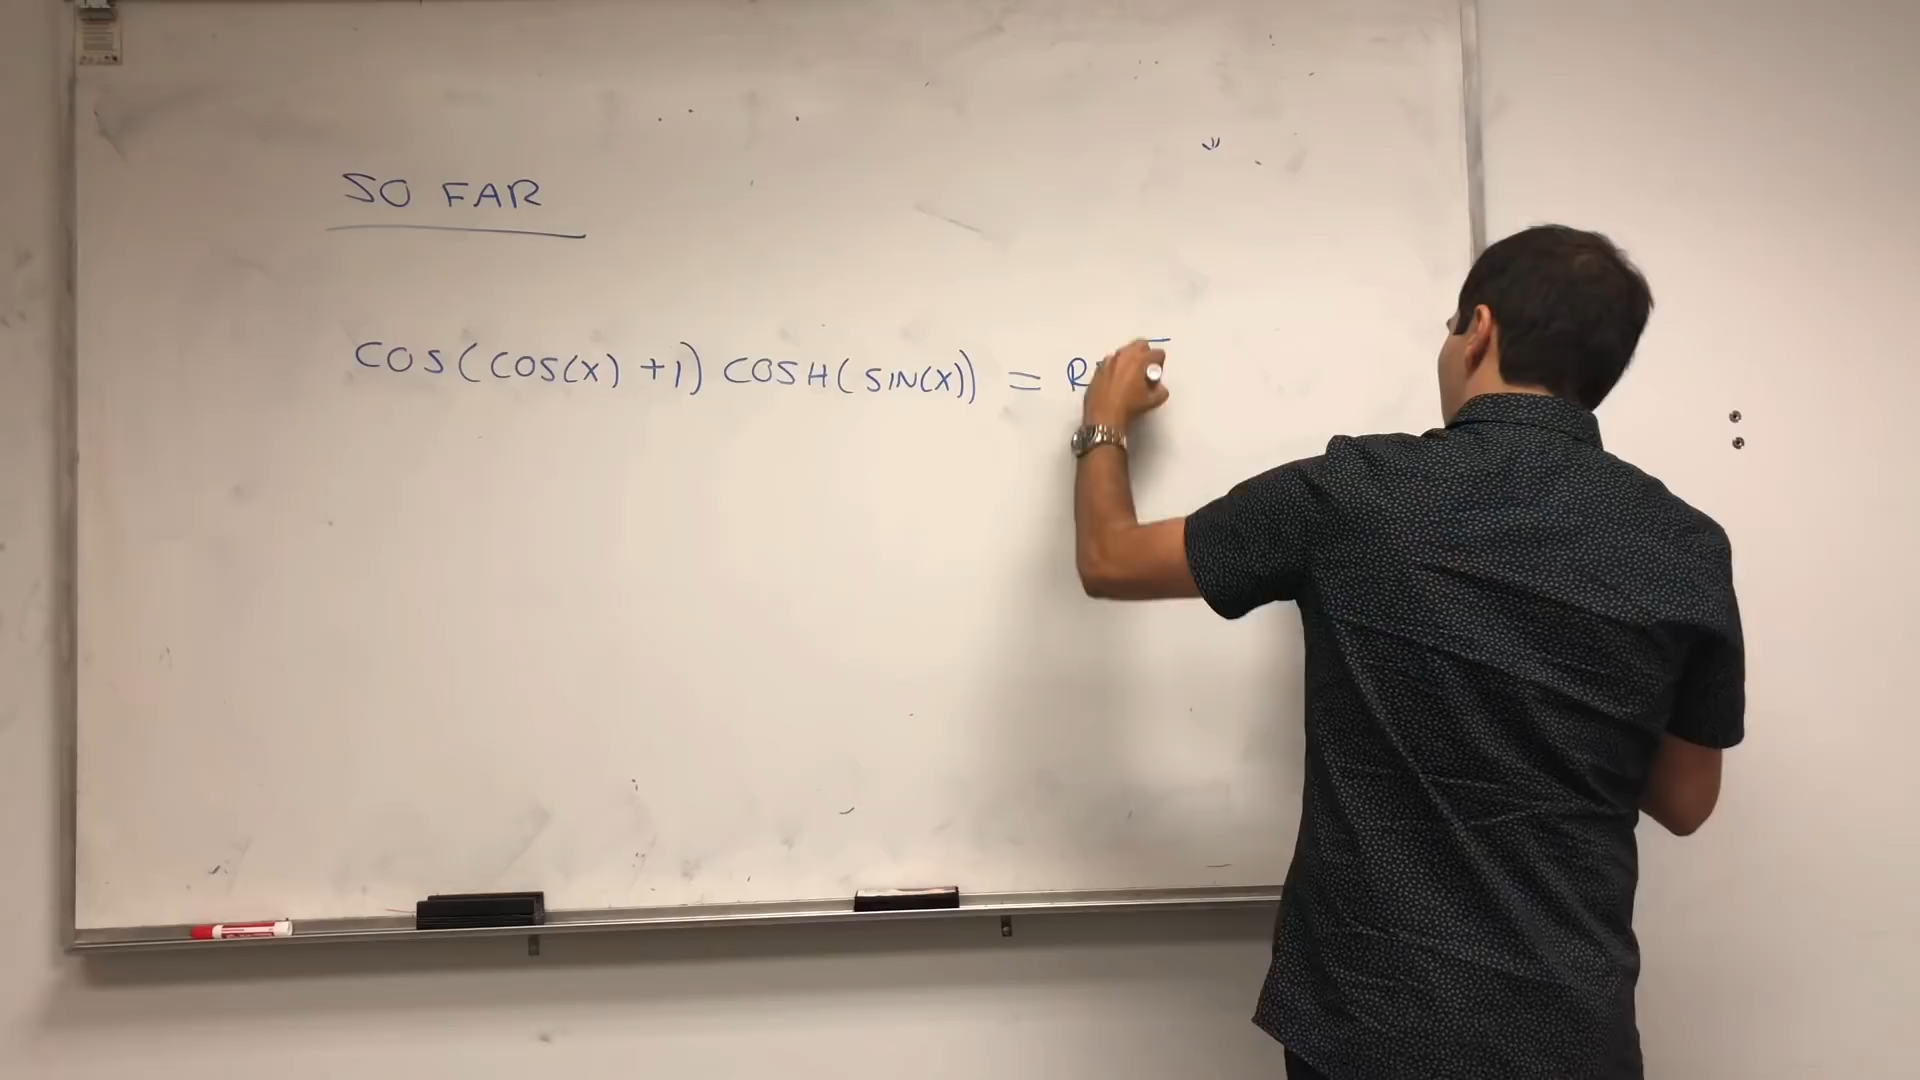 SO FAR
COS(COS(X) +1) COSH(SIN(X)) = R